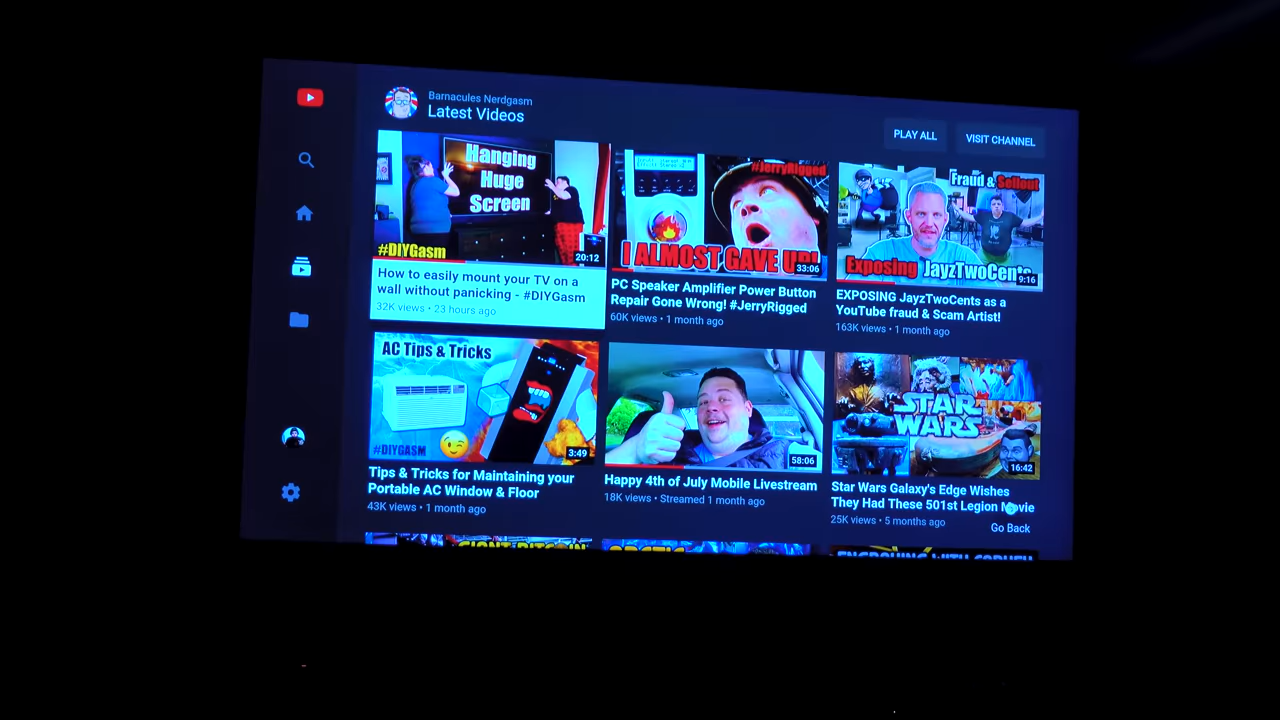 Barnacules Nerdgasm
Latest Videos
PLAY ALL
VISIT CHANNEL
Hanging
Huge
Screen
#DIYGasm
20:12
How to easily mount your TV on a
wall without panicking - #DIYGasm
32K views • 23 hours ago
#JerryRigged
I ALMOST GAVE UP!
33:06
PC Speaker Amplifier Power Button
Repair Gone Wrong! #JerryRigged
60K views • 1 month ago
Fraud & Sellout
Exposing JayzTwoCents
9:16
EXPOSING JayzTwoCents as a
YouTube fraud & Scam Artist!
163K views • 1 month ago
AC Tips & Tricks
#DIYGASM
3:49
Tips & Tricks for Maintaining your
Portable AC Window & Floor
43K views • 1 month ago
58:06
Happy 4th of July Mobile Livestream
18K views • Streamed 1 month ago
STAR
WARS
16:42
Star Wars Galaxy's Edge Wishes
They Had These 501st Legion Movie
25K views • 5 months ago
Go Back
GIANT BITCOIN
ARCTIC
ENGRAVING WITH CORVETH